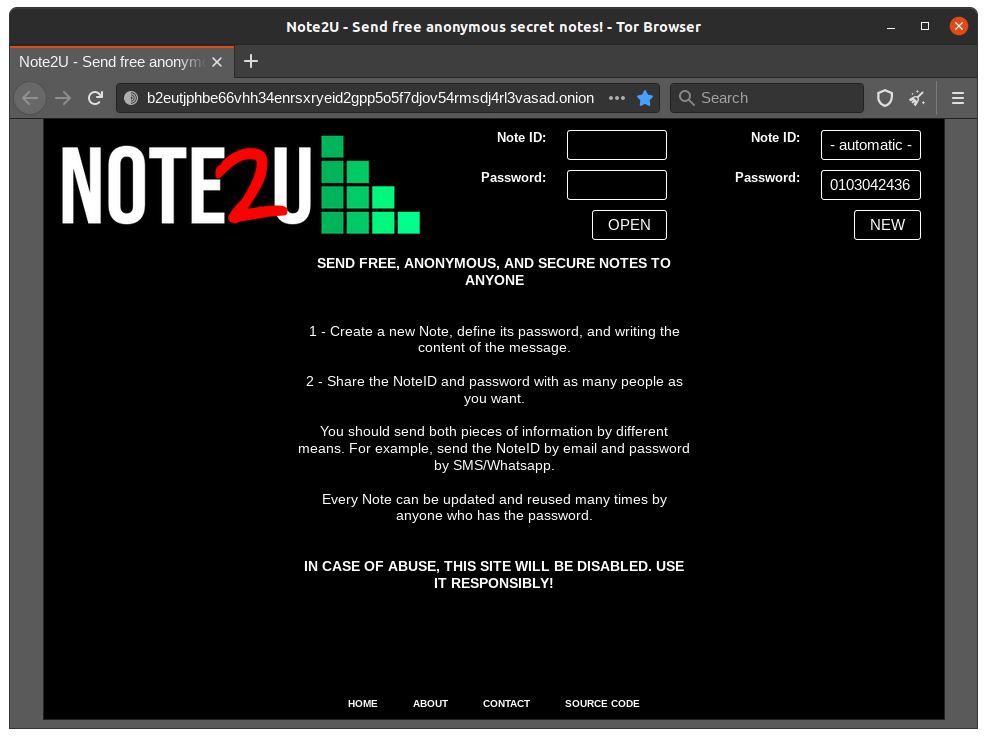 Note2U - Send free anonymous secret notes! - Tor Browser
Note2U - Send free anonym
b2eutjphbe66vhh34enrsxryeid2gpp5o5f7djov54rmsdj4rl3vasad.onion
Search
NOTE2U
Note ID:
Password:
OPEN
Note ID:
- automatic -
Password:
0103042436
NEW
SEND FREE, ANONYMOUS, AND SECURE NOTES TO
ANYONE
1 - Create a new Note, define its password, and writing the
content of the message.
2 - Share the NoteID and password with as many people as
you want.
You should send both pieces of information by different
means. For example, send the NoteID by email and password
by SMS/Whatsapp.
Every Note can be updated and reused many times by
anyone who has the password.
IN CASE OF ABUSE, THIS SITE WILL BE DISABLED. USE
IT RESPONSIBLY!
HOME ABOUT CONTACT SOURCE CODE